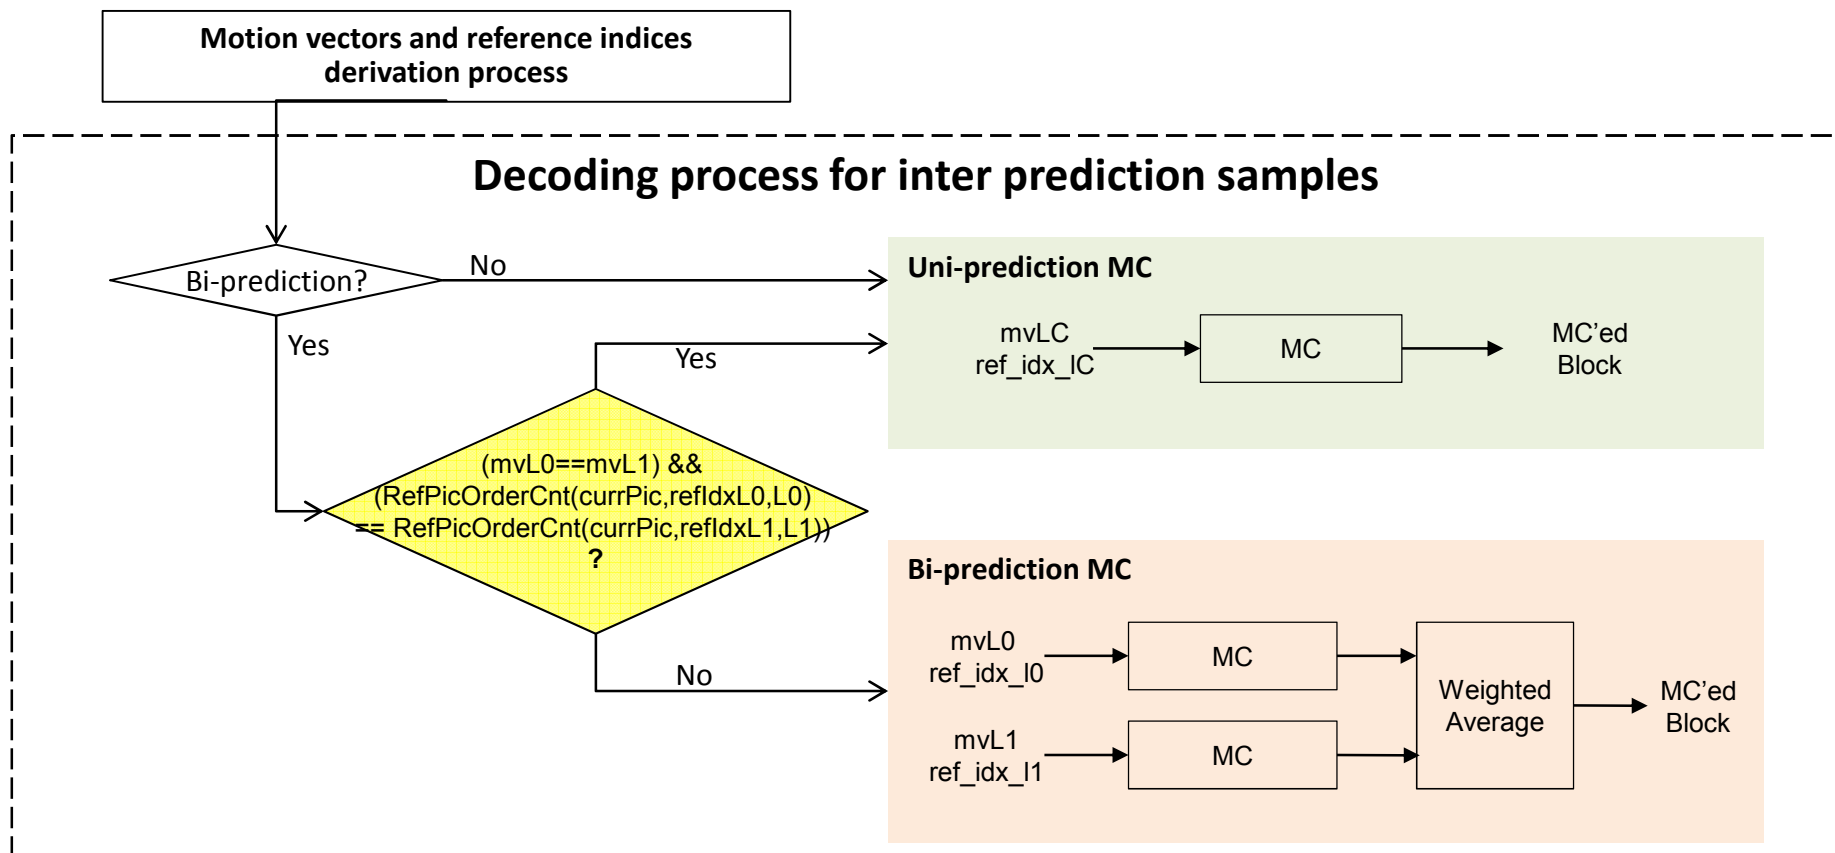 Motion vectors and reference indices
derivation process
Decoding process for inter prediction samples
Bi-prediction?
No
Yes
Uni-prediction MC
mvLC
ref_idx_lC
MC
MC'ed
Block
Yes
(mvL0==mvL1) &&
(RefPicOrderCnt(currPic,refIdxL0,L0)
== RefPicOrderCnt(currPic,refIdxL1,L1))
?
No
Bi-prediction MC
mvL0
ref_idx_l0
MC
mvL1
ref_idx_l1
MC
Weighted
Average
MC'ed
Block